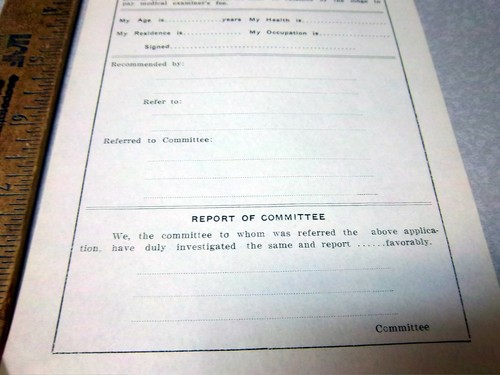 pay medical examiner's fee.
My Age is..............years My Health is.................
My Residence is................ My Occupation is................
Signed................................................
Recommended by:
Refer to:
Referred to Committee:
REPORT OF COMMITTEE
We, the committee to whom was referred the above applica-
tion, have duly investigated the same and report ......favorably.
Committee